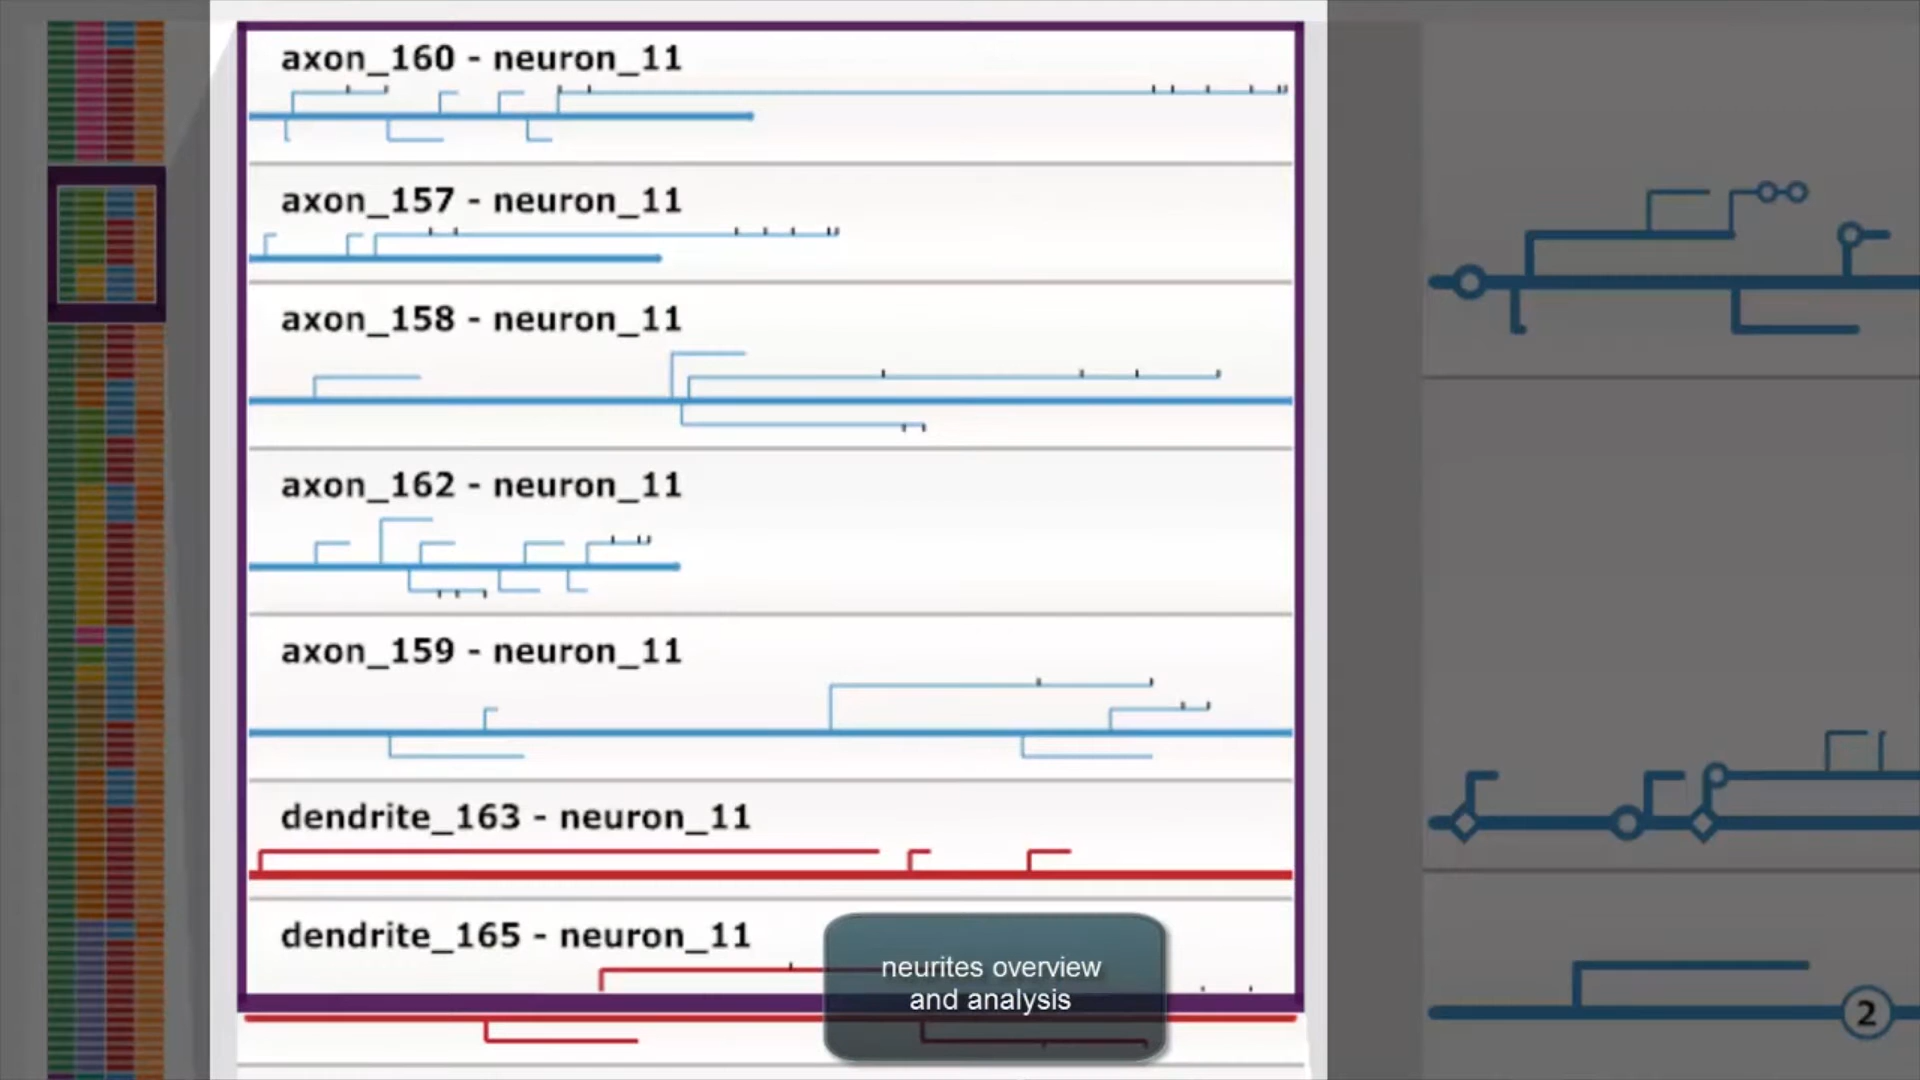 axon_160 - neuron_11
axon_157 - neuron_11
axon_158 - neuron_11
axon_162 - neuron_11
axon_159 - neuron_11
dendrite_163 - neuron_11
dendrite_165 - neuron_11
neurites overview
and analysis
2